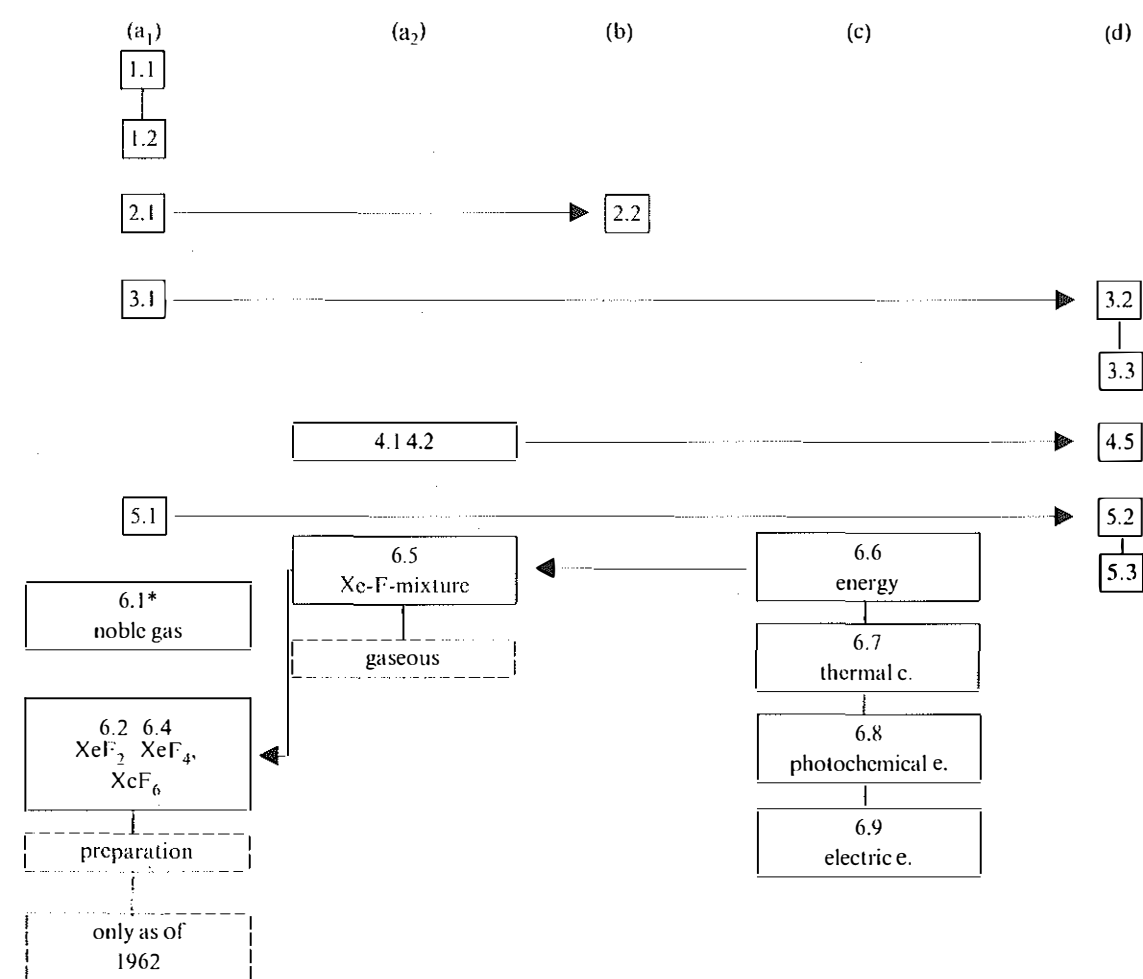 (a1) (a2) (b) (c) (d)
1.1
1.2
2.1 2.2
3.1 3.2
3.3
4.1 4.2 4.5
5.1 5.2
6.5 6.6
Xe-F-mixture energy 5.3
6.1*
noble gas
gaseous
6.7
thermal e.
6.2 6.4
XeF2 XeF4,
XeF6
6.8
photochemical e.
preparation
6.9
electric e.
only as of
1962